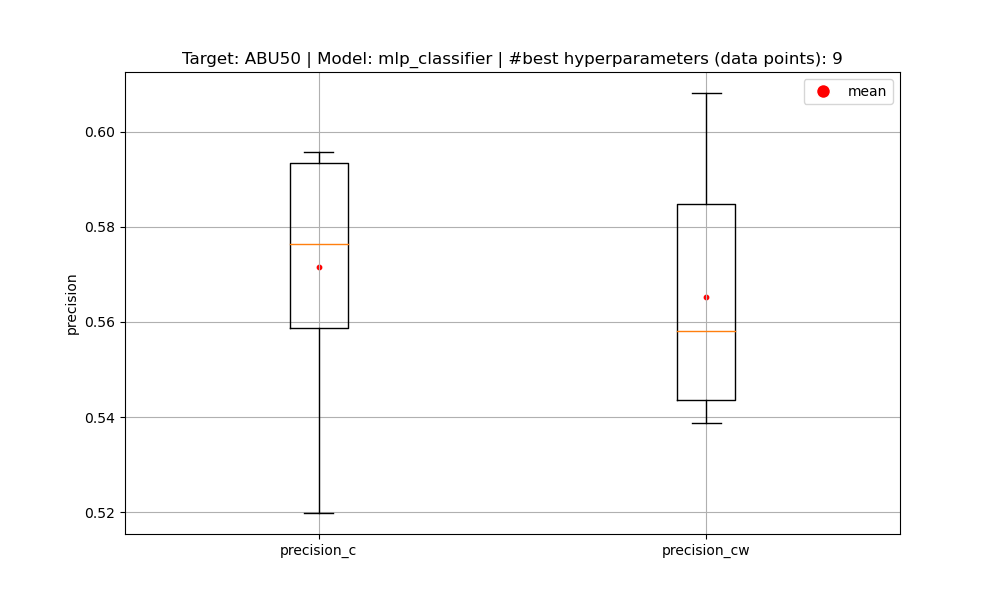 Target: ABU50 | Model: mlp_classifier | #best hyperparameters (data points): 9
mean
0.60
0.58
0.56
0.54
0.52
precision
precision_c
precision_cw